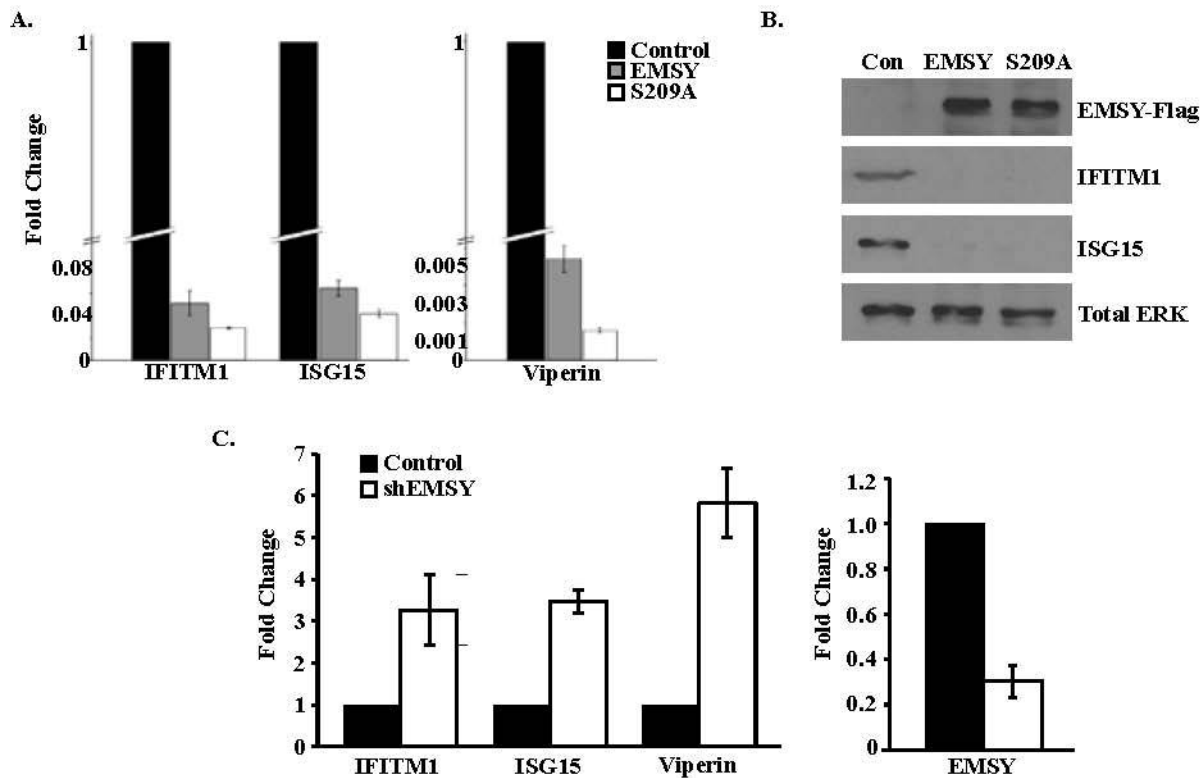 A.
1
Fold Change
0.08
0.04
0
IFITM1
ISG15
1
0.005
0.003
0.001
0
Viperin
Control
EMSY
S209A
B.
Con EMSY S209A
EMSY-Flag
IFITM1
ISG15
Total ERK
C.
Fold Change
7
6
5
4
3
2
1
0
Control
shEMSY
IFITM1
ISG15
Viperin
Fold Change
1.2
1.0
0.8
0.6
0.4
0.2
0
EMSY